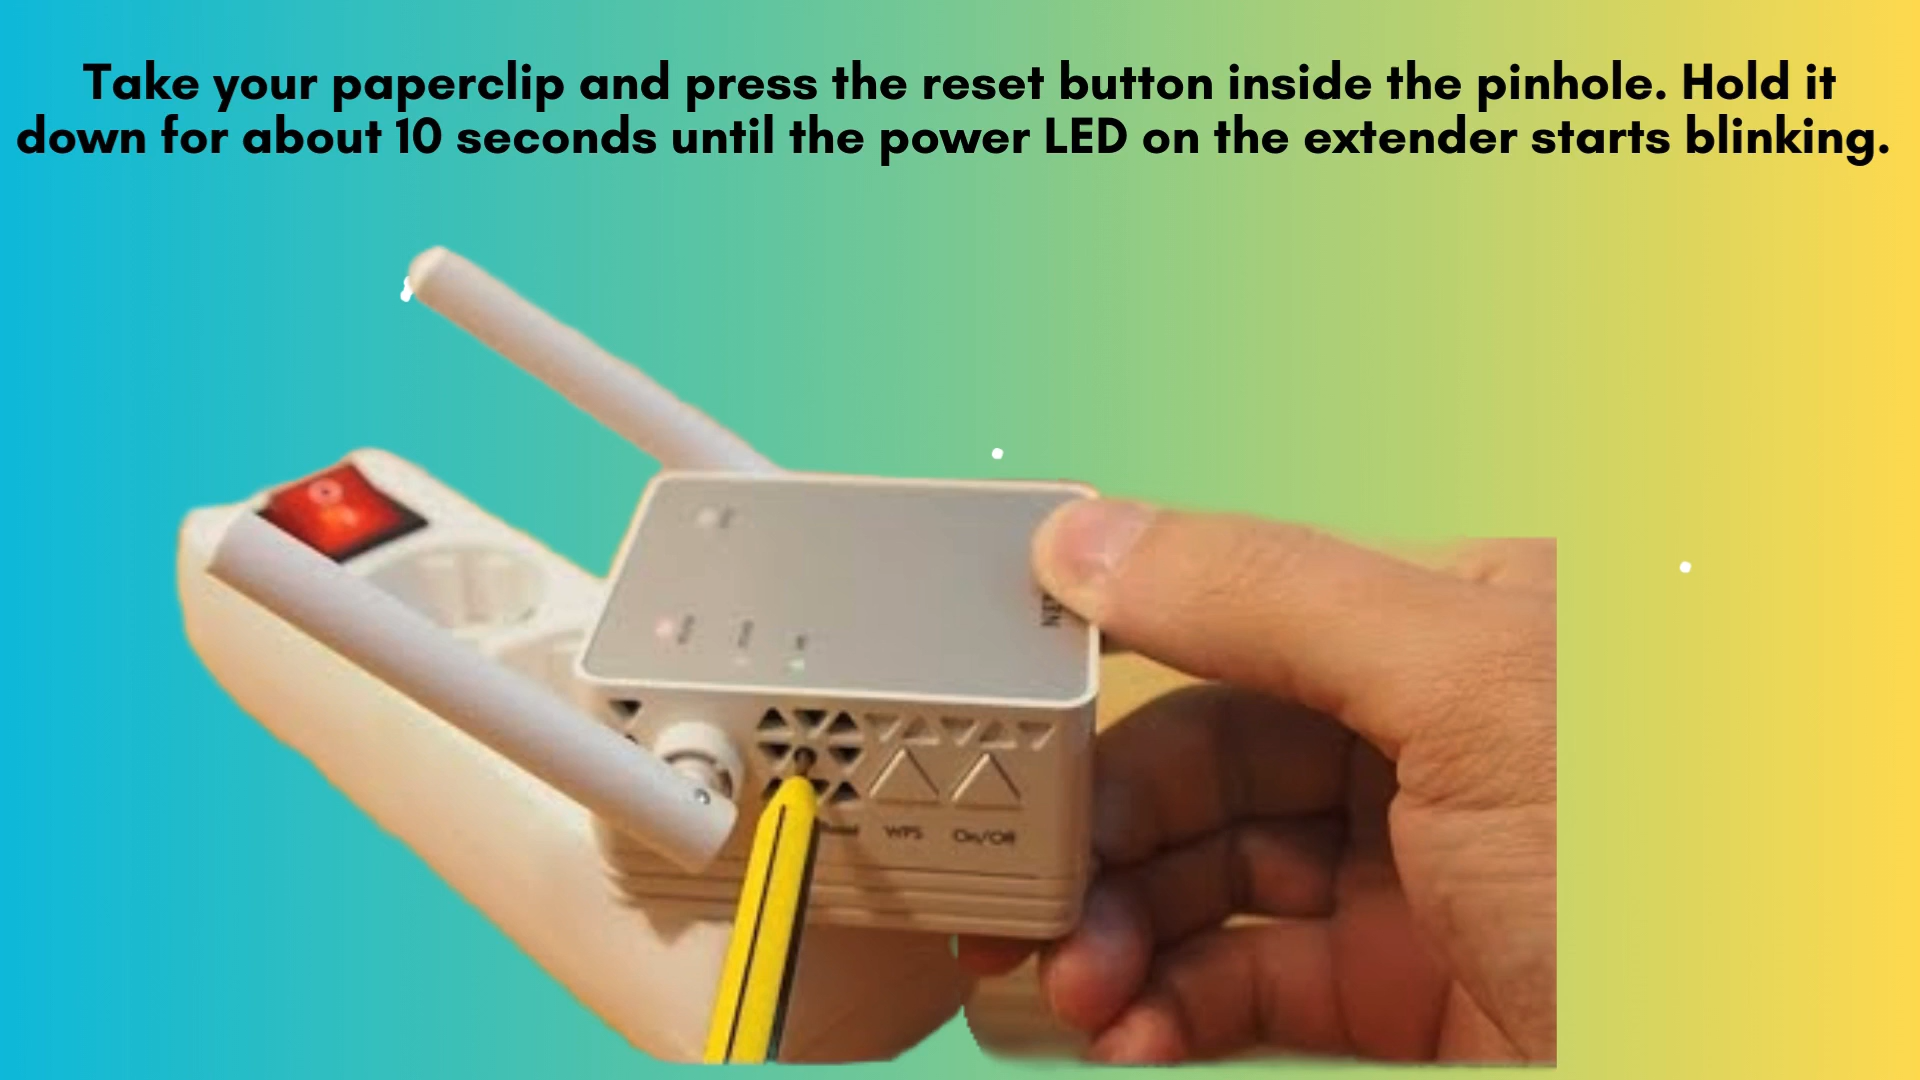 Take your paperclip and press the reset button inside the pinhole. Hold it
down for about 10 seconds until the power LED on the extender starts blinking.
WPS
On/Off